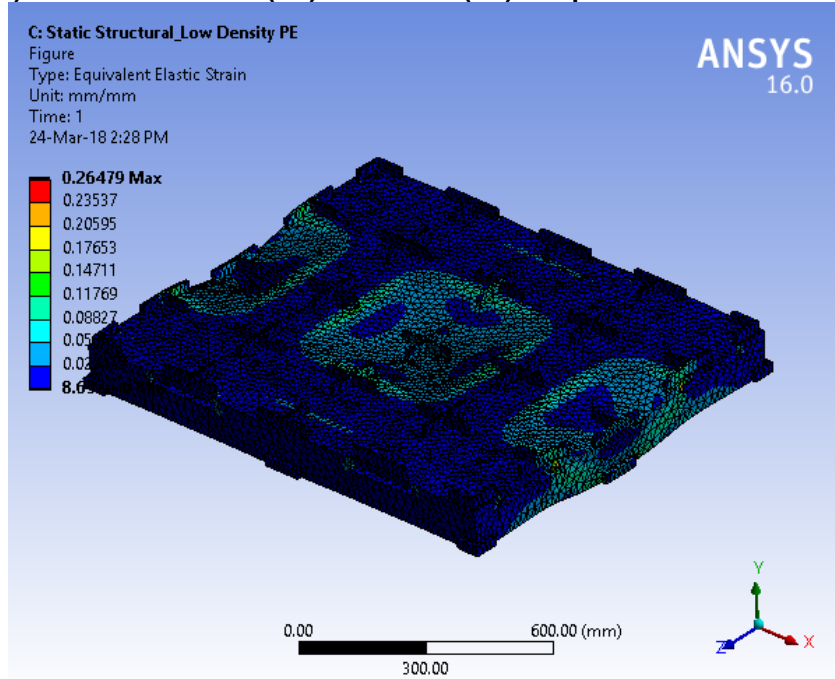 C: Static Structural_Low Density PE
Figure
Type: Equivalent Elastic Strain
Unit: mm/mm
Time: 1
24-Mar-18 2:28 PM
ANSYS
16.0
0.26479 Max
0.23537
0.20595
0.17653
0.14711
0.11769
0.08827
0.00
600.00 (mm)
300.00
Y
Z
X